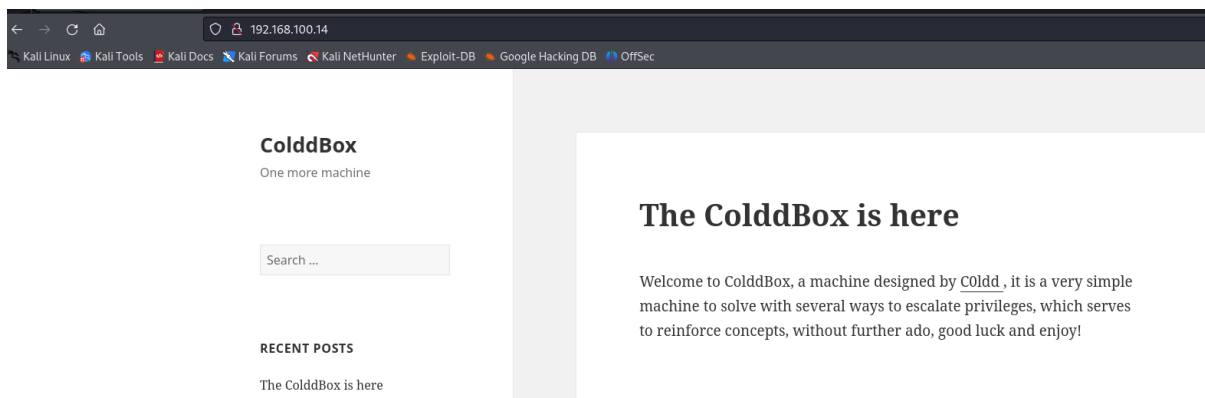 192.168.100.14
Kali Linux Kali Tools Kali Docs Kali Forums Kali NetHunter Exploit-DB Google Hacking DB OffSec
ColddBox
One more machine
Search ...
RECENT POSTS
The ColddBox is here
The ColddBox is here
Welcome to ColddBox, a machine designed by C0ldd , it is a very simple
machine to solve with several ways to escalate privileges, which serves
to reinforce concepts, without further ado, good luck and enjoy!